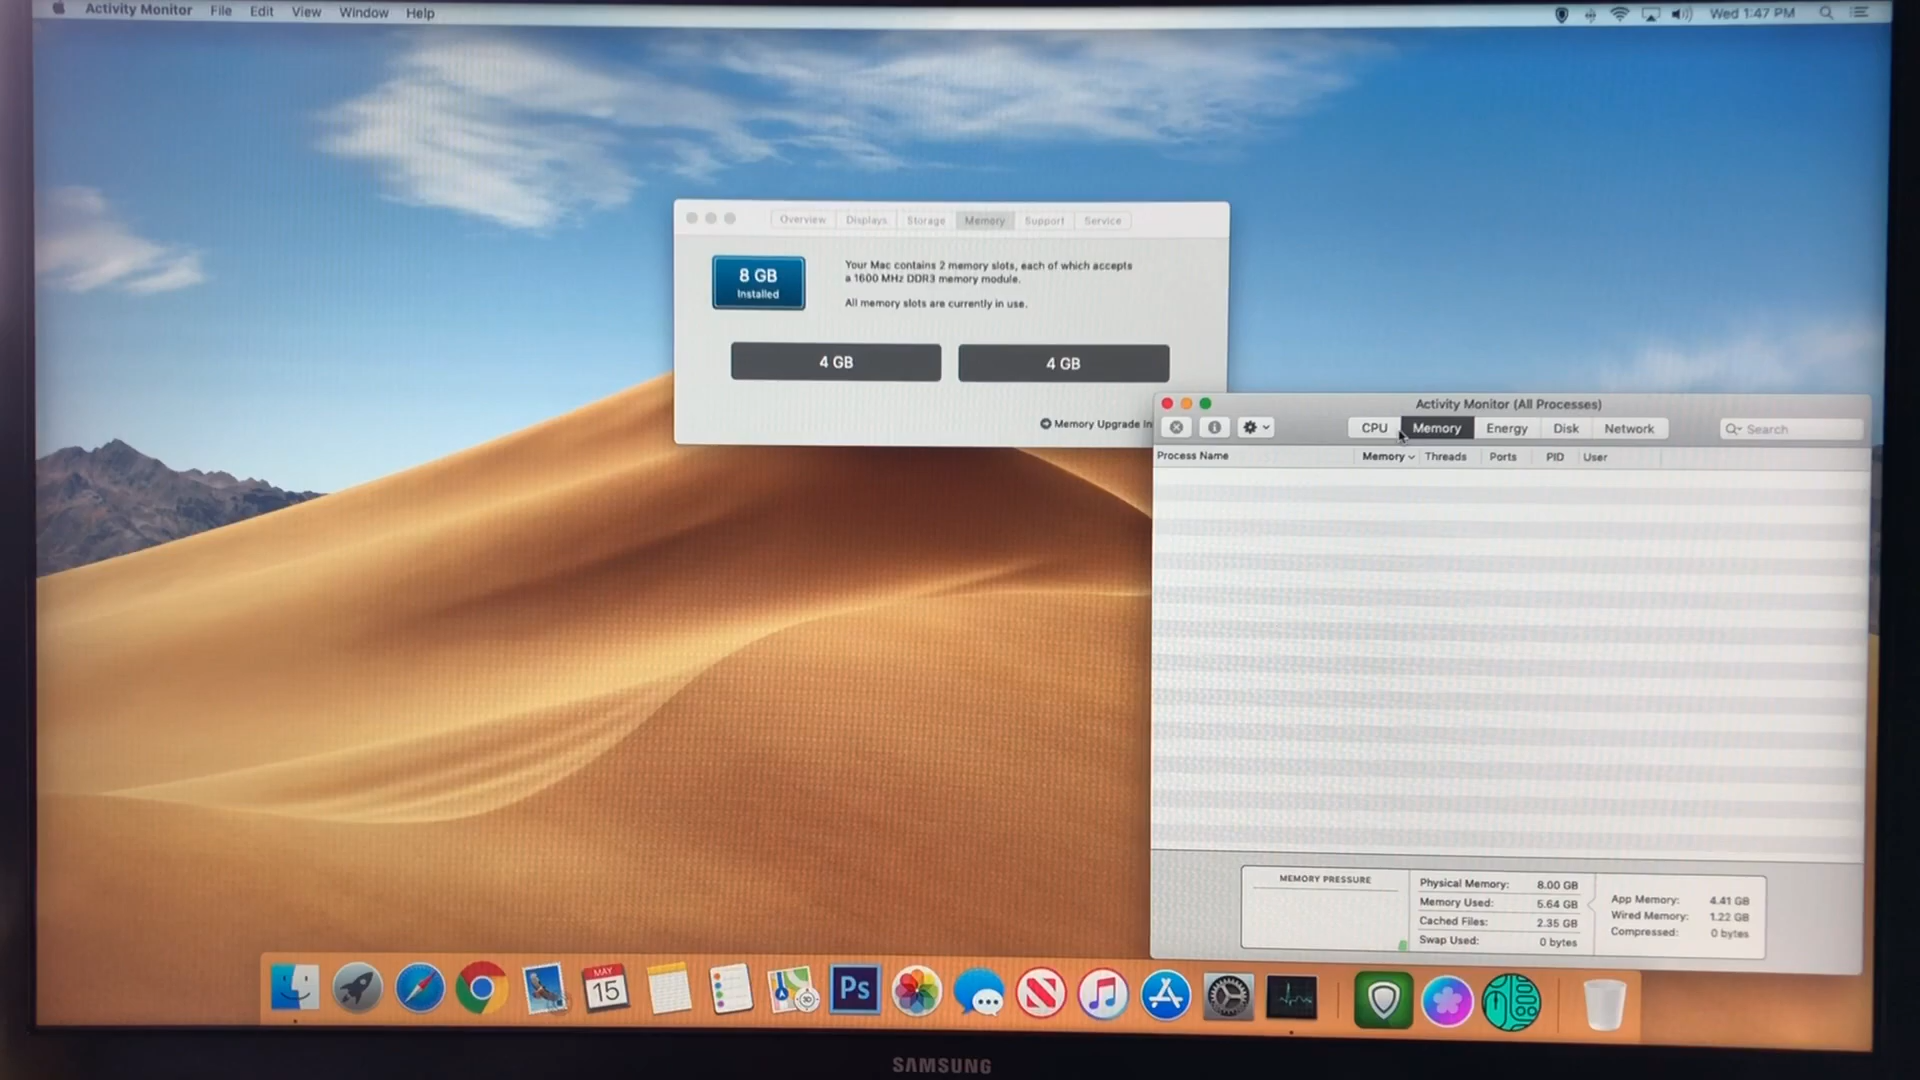 Activity Monitor File Edit View Window Help
Wed 1:47 PM
Overview Displays Storage Memory Support Service
8 GB
Installed
Your Mac contains 2 memory slots, each of which accepts
a 1600 MHz DDR3 memory module.
All memory slots are currently in use.
4 GB
4 GB
Memory Upgrade In
Activity Monitor (All Processes)
CPU Memory Energy Disk Network
Search
Process Name Memory Threads Ports PID User
MEMORY PRESSURE
Physical Memory: 8.00 GB
Memory Used: 5.64 GB
Cached Files: 2.35 GB
Swap Used: 0 bytes
App Memory: 4.41 GB
Wired Memory: 1.22 GB
Compressed: 0 bytes
MAY
15
3D
Ps
SAMSUNG